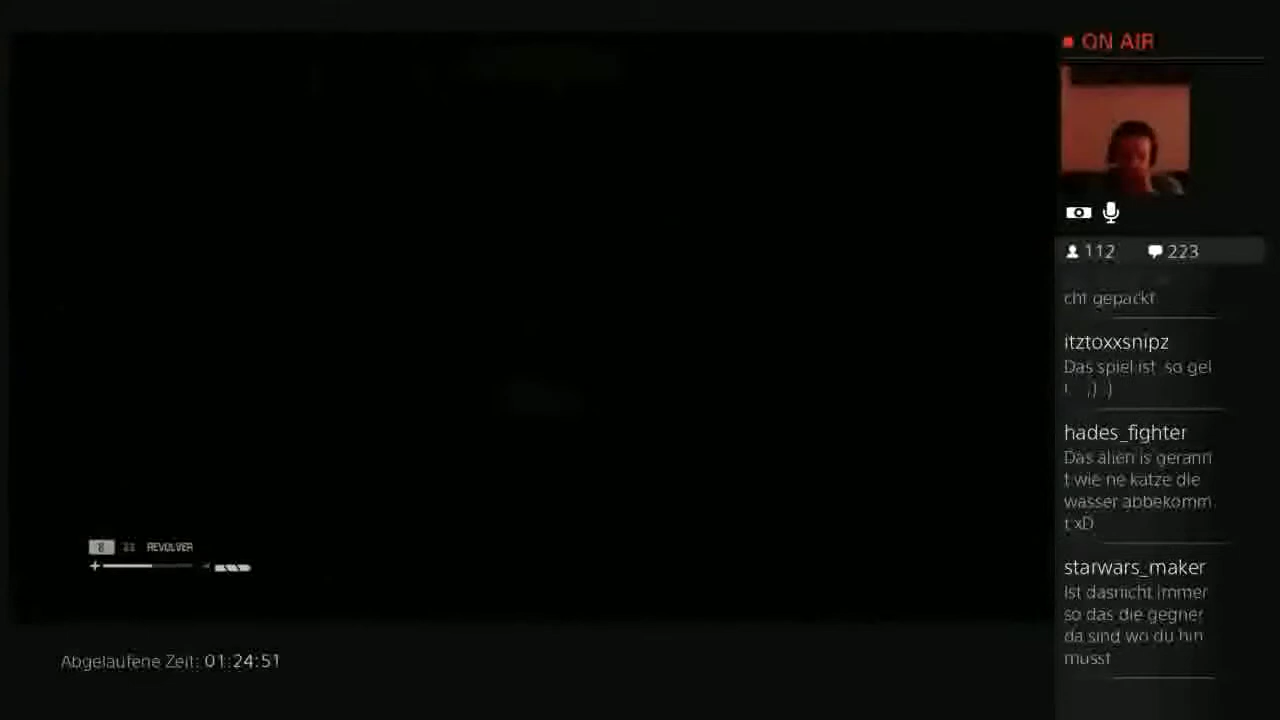 ON AIR
112 223
cht gepackt
itztoxxsnipz
Das spiel ist so gel
l ;) ;)
hades_fighter
Das alien is gerann
t wie ne katze die
wasser abbekomm
t xD
starwars_maker
Ist dasnicht immer
so das die gegner
da sind wo du hin
musst
8 REVOLVER
Abgelaufene Zeit: 01:24:51